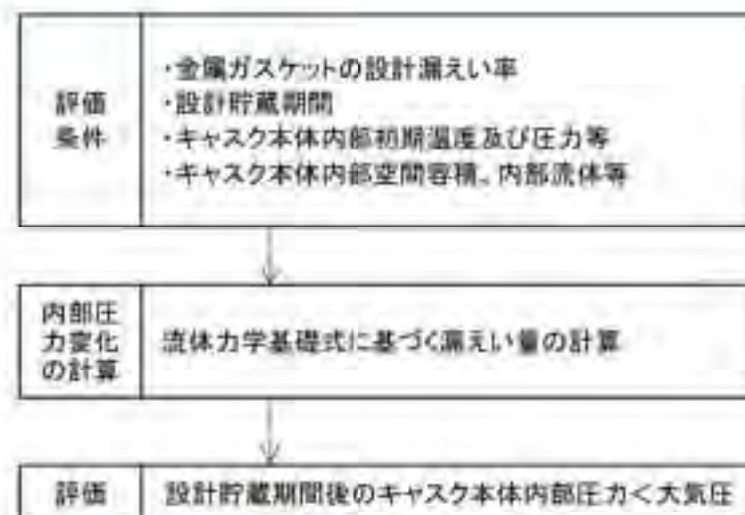 評価
条件
・金属ガスケットの設計漏えい率
・設計貯蔵期間
・キャスク本体内部初期温度及び圧力等
・キャスク本体内部空間容積、内部流体等
内部圧
力変化
の計算
流体力学基礎式に基づく漏えい量の計算
評価
設計貯蔵期間後のキャスク本体内部圧力<大気圧